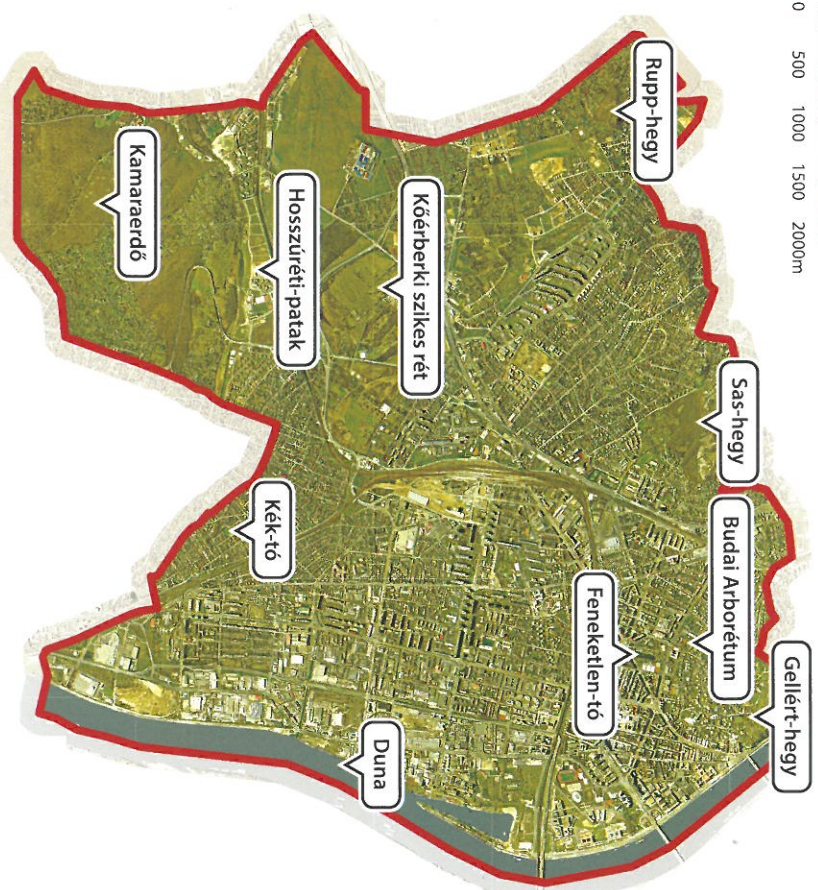 0 500 1000 1500 2000m
Rupp-hegy
Sas-hegy
Gellért-hegy
Budai Arborétum
Feneketlen-tó
Kőérberki szikes rét
Hosszúréti-patak
Kamaraerdő
Kék-tó
Duna